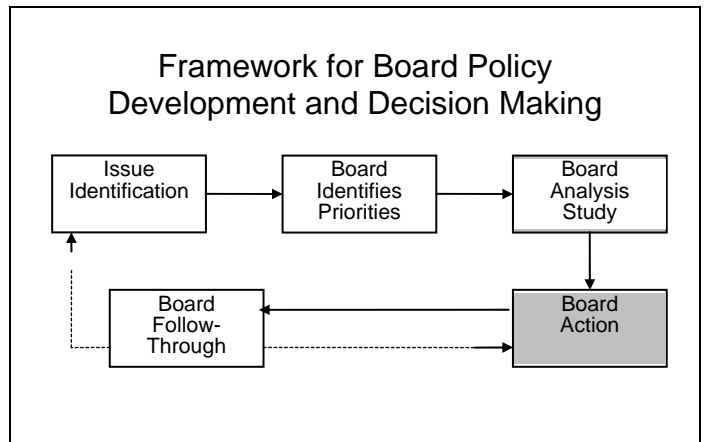 Framework for Board Policy
Development and Decision Making
Issue
Identification
Board
Identifies
Priorities
Board
Analysis
Study
Board
Follow-
Through
Board
Action